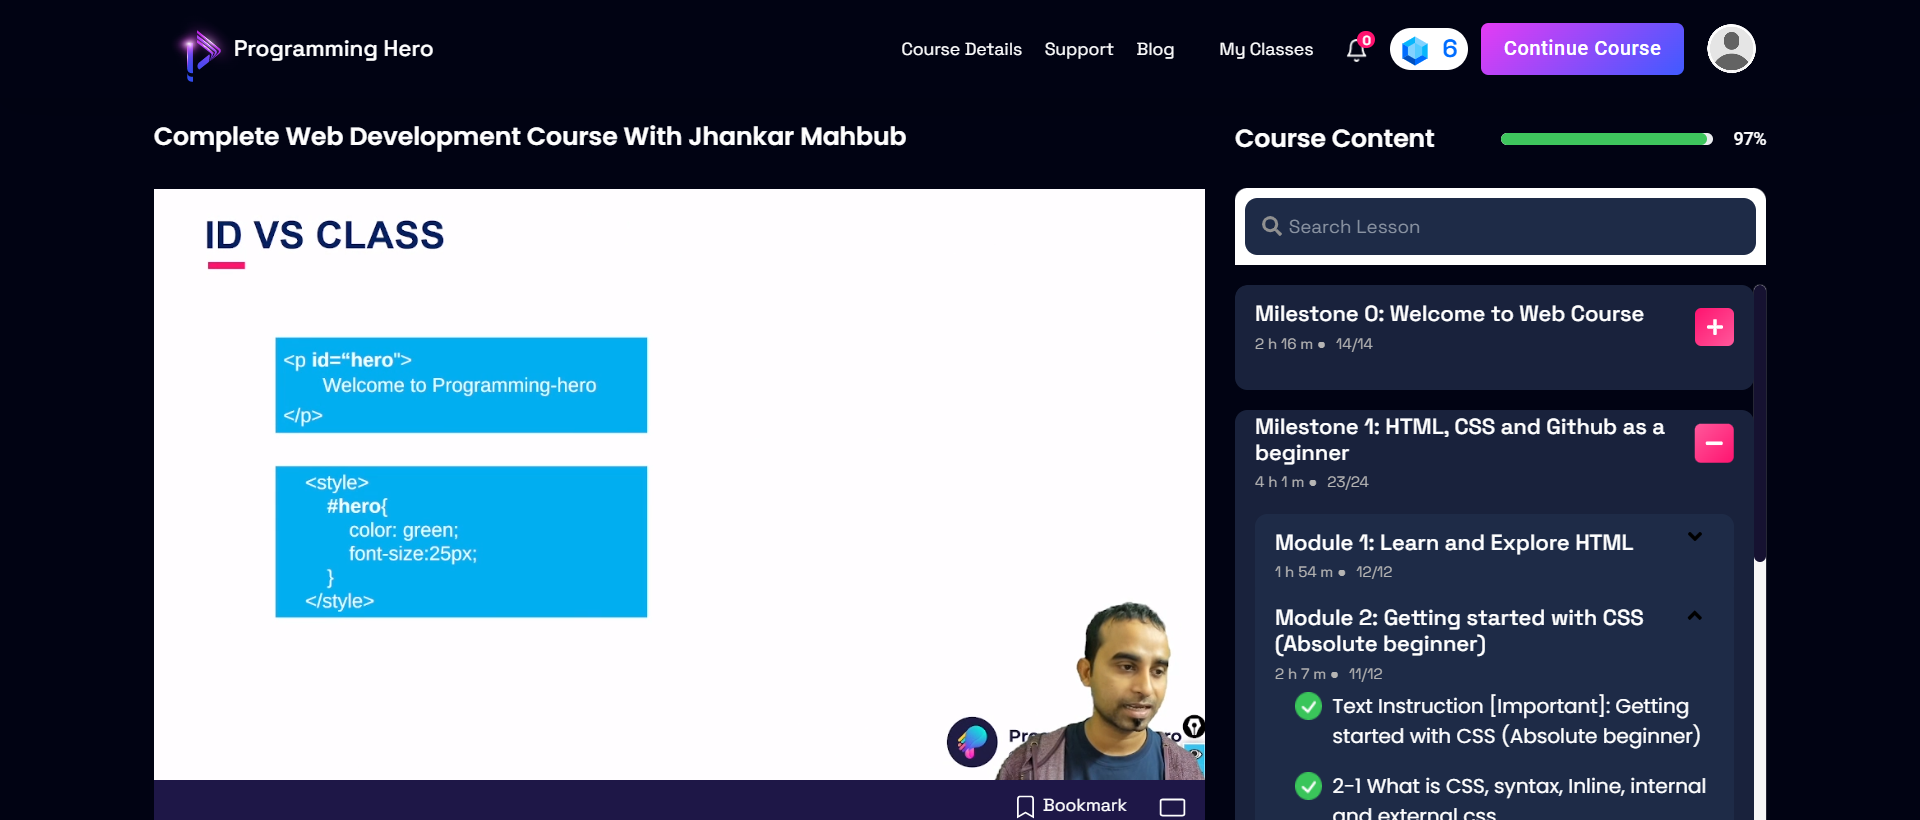 Programming Hero
Course Details
Support
Blog
My Classes
0
6
Continue Course
Complete Web Development Course With Jhankar Mahbub
Course Content
97%
ID VS CLASS
<p id=“hero">
Welcome to Programming-hero
</p>
<style>
#hero{
color: green;
font-size:25px;
}
</style>
Bookmark
Search Lesson
Milestone 0: Welcome to Web Course
2 h 16 m ● 14/14
Milestone 1: HTML, CSS and Github as a
beginner
4 h 1 m ● 23/24
Module 1: Learn and Explore HTML
1 h 54 m ● 12/12
Module 2: Getting started with CSS
(Absolute beginner)
2 h 7 m ● 11/12
Text Instruction [Important]: Getting
started with CSS (Absolute beginner)
2-1 What is CSS, syntax, Inline, internal
and external css